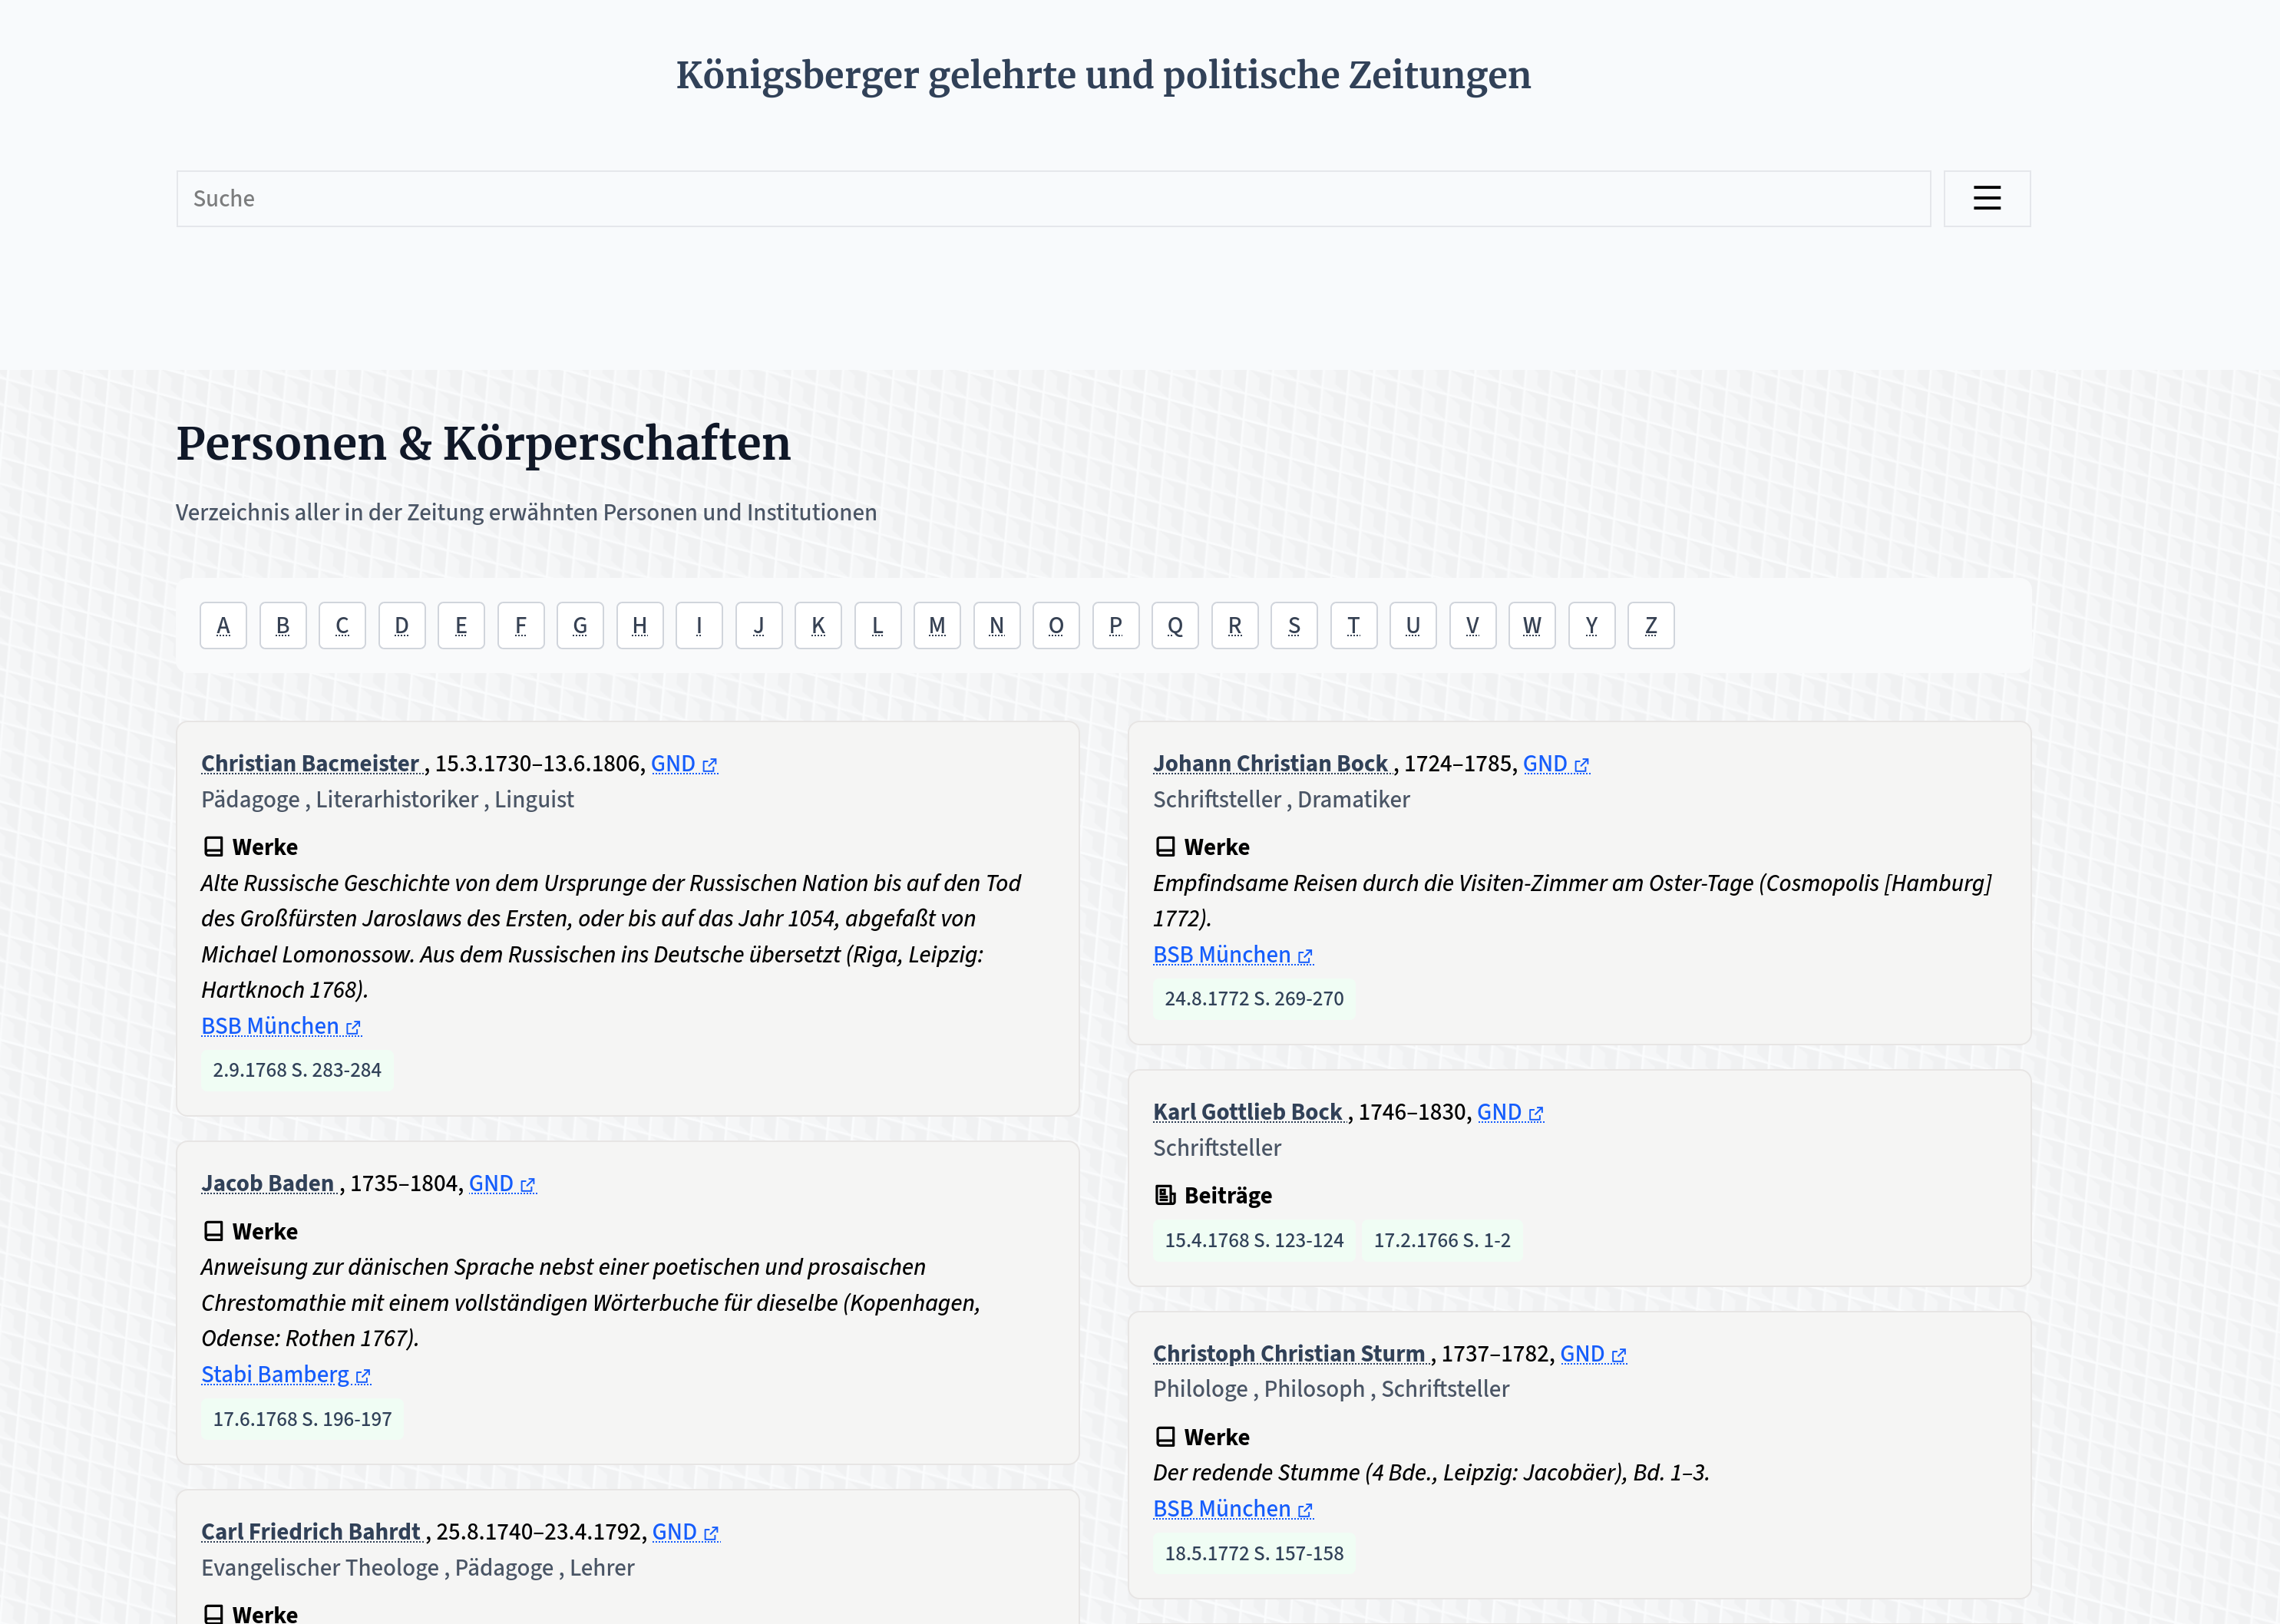 Königsberger gelehrte und politische Zeitungen
Suche
Personen & Körperschaften
Verzeichnis aller in der Zeitung erwähnten Personen und Institutionen
A B C D E F G H I J K L M N O P Q R S T U V W Y Z
Christian Bacmeister , 15.3.1730–13.6.1806, GND
Pädagoge , Literarhistoriker , Linguist
Werke
Alte Russische Geschichte von dem Ursprunge der Russischen Nation bis auf den Tod
des Großfürsten Jaroslaws des Ersten, oder bis auf das Jahr 1054, abgefaßt von
Michael Lomonossow. Aus dem Russischen ins Deutsche übersetzt (Riga, Leipzig:
Hartknoch 1768).
BSB München
2.9.1768 S. 283-284
Jacob Baden , 1735–1804, GND
Werke
Anweisung zur dänischen Sprache nebst einer poetischen und prosaischen
Chrestomathie mit einem vollständigen Wörterbuche für dieselbe (Kopenhagen,
Odense: Rothen 1767).
Stabi Bamberg
17.6.1768 S. 196-197
Carl Friedrich Bahrdt , 25.8.1740–23.4.1792, GND
Evangelischer Theologe , Pädagoge , Lehrer
Werke
Johann Christian Bock , 1724–1785, GND
Schriftsteller , Dramatiker
Werke
Empfindsame Reisen durch die Visiten-Zimmer am Oster-Tage (Cosmopolis [Hamburg]
1772).
BSB München
24.8.1772 S. 269-270
Karl Gottlieb Bock , 1746–1830, GND
Schriftsteller
Beiträge
15.4.1768 S. 123-124 17.2.1766 S. 1-2
Christoph Christian Sturm , 1737–1782, GND
Philologe , Philosoph , Schriftsteller
Werke
Der redende Stumme (4 Bde., Leipzig: Jacobäer), Bd. 1–3.
BSB München
18.5.1772 S. 157-158